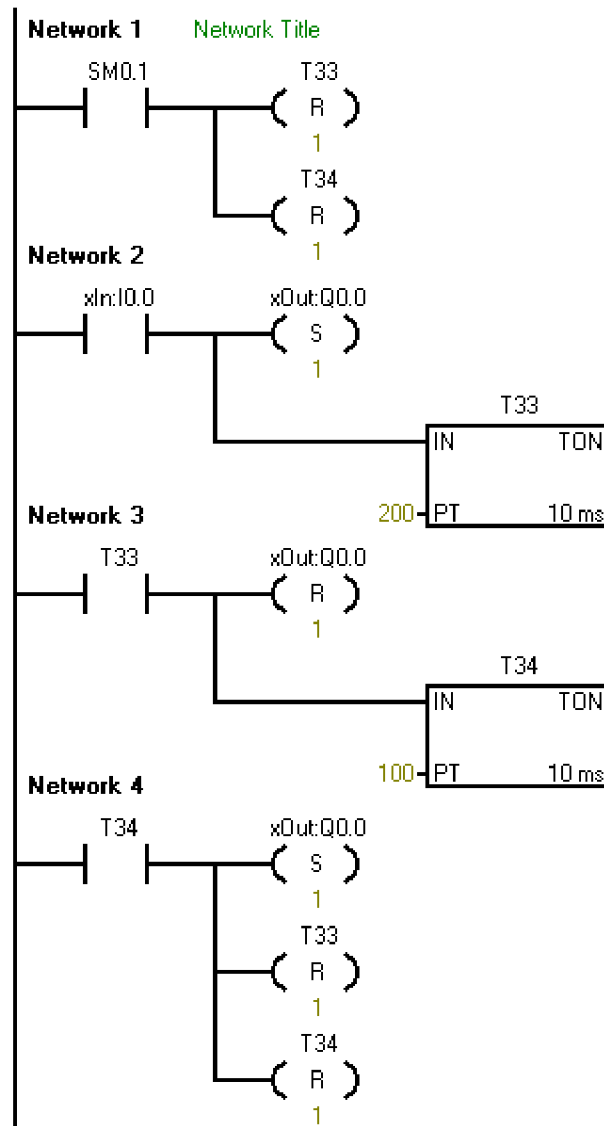 Network 1 Network Title
SM0.1 T33
R
1
T34
R
1
Network 2
xIn:I0.0 xOut:Q0.0
S
1
T33
IN TON
200 PT 10 ms
Network 3
T33 xOut:Q0.0
R
1
T34
IN TON
100 PT 10 ms
Network 4
T34 xOut:Q0.0
S
1
T33
R
1
T34
R
1